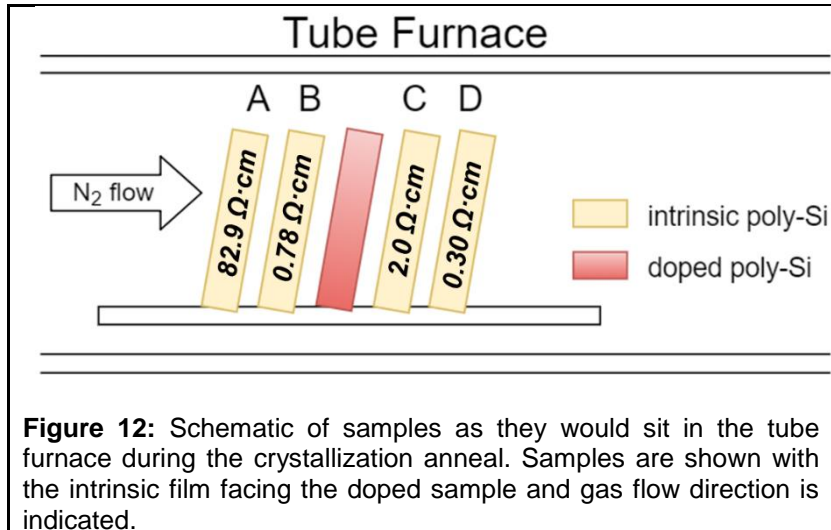 Tube Furnace
A B C D
N₂ flow
82.9 Ω·cm
0.78 Ω·cm
2.0 Ω·cm
0.30 Ω·cm
intrinsic poly-Si
doped poly-Si
Figure 12: Schematic of samples as they would sit in the tube
furnace during the crystallization anneal. Samples are shown with
the intrinsic film facing the doped sample and gas flow direction is
indicated.